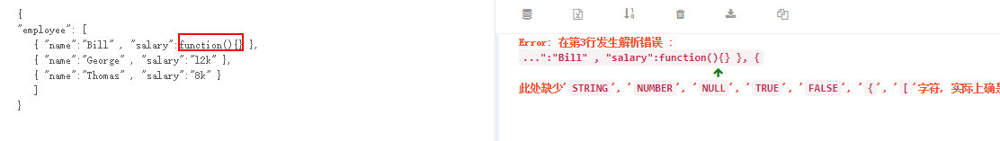 {
"employee": [
{ "name":"Bill" , "salary":function(){} },
{ "name":"George" , "salary":"12k" },
{ "name":"Thomas" , "salary":"8k" }
]
}
Error: 在第3行发生解析错误 :
...":"Bill" , "salary":function(){} }, {
此处缺少'STRING', 'NUMBER', 'NULL', 'TRUE', 'FALSE', '{', '['字符, 实际上确是